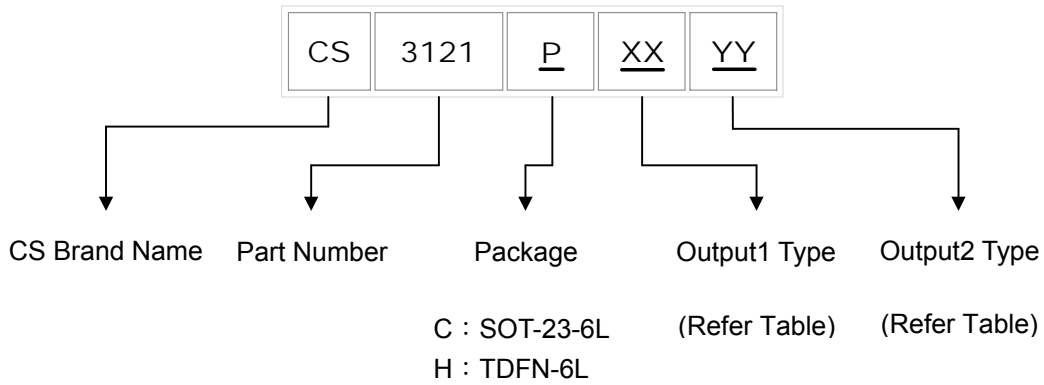 CS 3121 P XX YY
CS Brand Name Part Number Package Output1 Type Output2 Type
C：SOT-23-6L (Refer Table) (Refer Table)
H：TDFN-6L